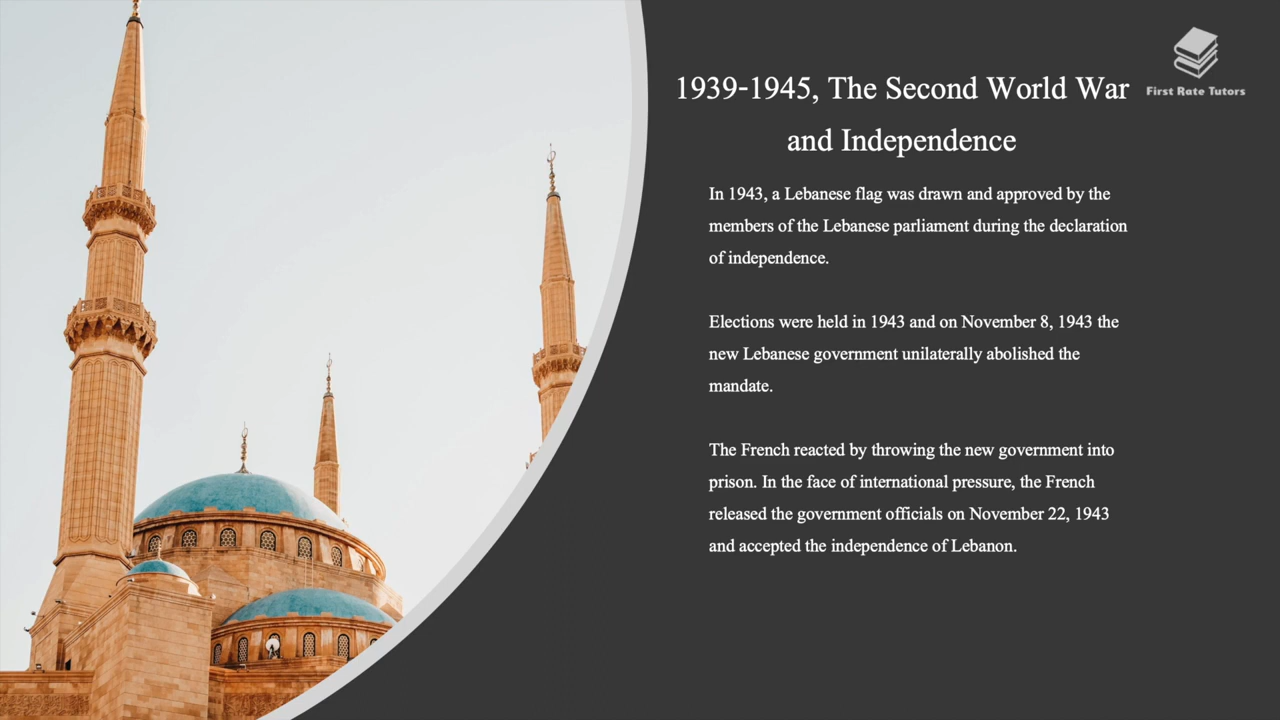 First Rate Tutors
1939-1945, The Second World War
and Independence
In 1943, a Lebanese flag was drawn and approved by the
members of the Lebanese parliament during the declaration
of independence.
Elections were held in 1943 and on November 8, 1943 the
new Lebanese government unilaterally abolished the
mandate.
The French reacted by throwing the new government into
prison. In the face of international pressure, the French
released the government officials on November 22, 1943
and accepted the independence of Lebanon.